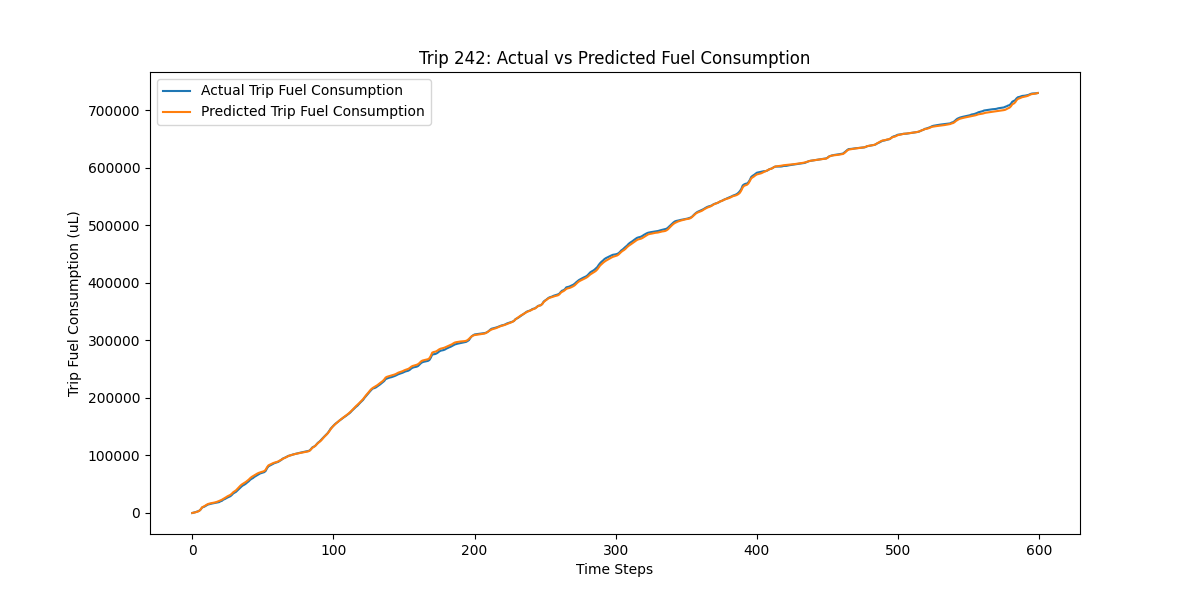 Trip 242: Actual vs Predicted Fuel Consumption
Actual Trip Fuel Consumption
Predicted Trip Fuel Consumption
Trip Fuel Consumption (uL)
700000
600000
500000
400000
300000
200000
100000
0
0 100 200 300 400 500 600
Time Steps